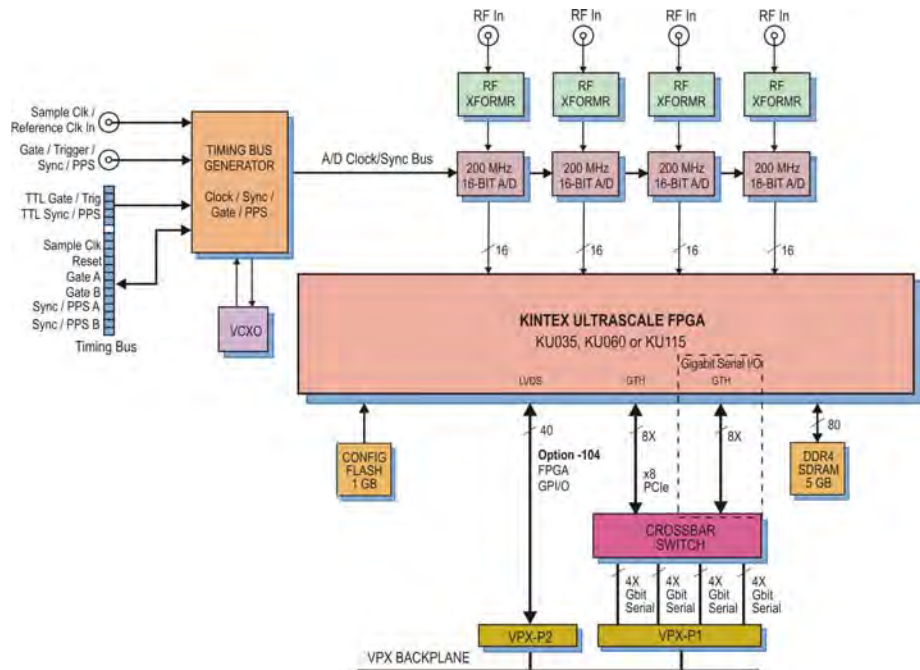 RF In
RF In
RF In
RF In
RF
XFORMR
RF
XFORMR
RF
XFORMR
RF
XFORMR
Sample Clk /
Reference Clk In
Gate / Trigger /
Sync / PPS
TTL Gate / Trig
TTL Sync / PPS
Sample Clk
Reset
Gate A
Gate B
Sync / PPS A
Sync / PPS B
Timing Bus
TIMING BUS
GENERATOR
Clock / Sync /
Gate / PPS
VCXO
A/D Clock/Sync Bus
200 MHz
16-BIT A/D
200 MHz
16-BIT A/D
200 MHz
16-BIT A/D
200 MHz
16-BIT A/D
16
16
16
16
KINTEX ULTRASCALE FPGA
KU035, KU060 or KU115
Gigabit Serial I/O
LVDS
GTH
GTH
CONFIG
FLASH
1 GB
40
Option -104
FPGA
GPI/O
8X
x8
PCIe
8X
80
DDR4
SDRAM
5 GB
CROSSBAR
SWITCH
4X
Gbit
Serial
4X
Gbit
Serial
4X
Gbit
Serial
4X
Gbit
Serial
VPX-P2
VPX-P1
VPX BACKPLANE